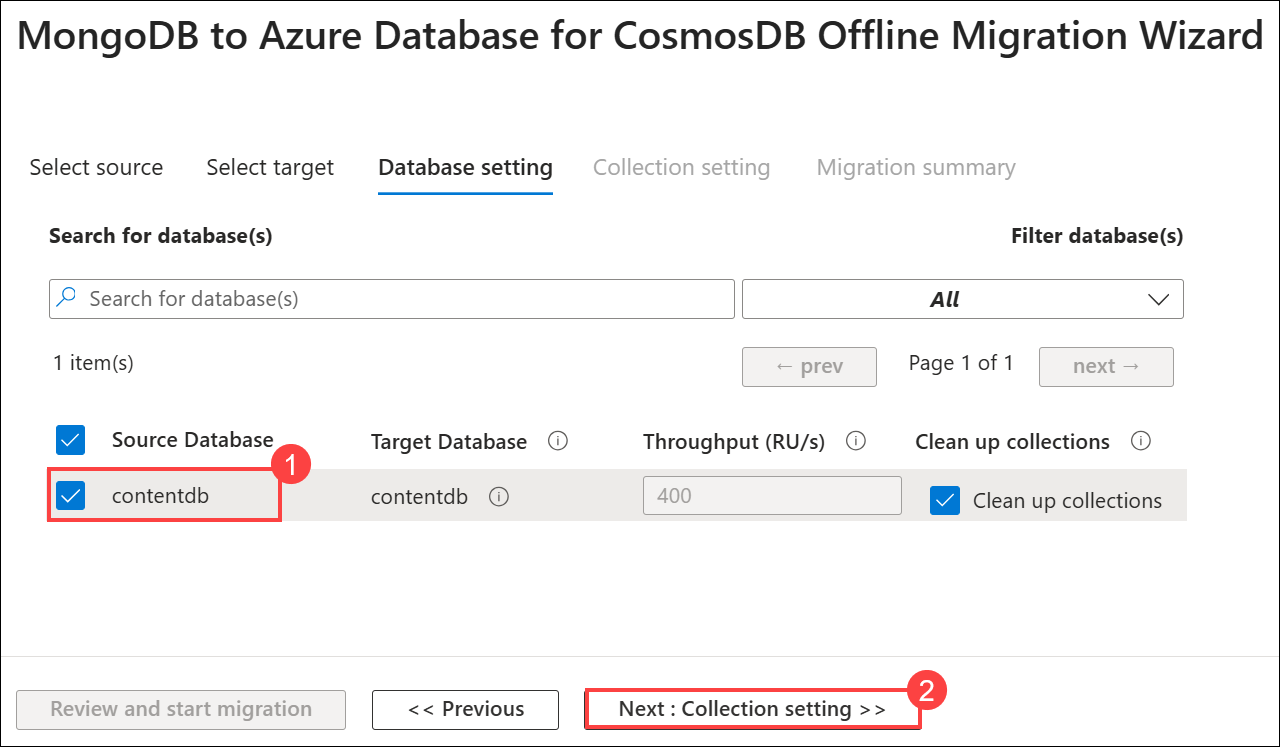 MongoDB to Azure Database for CosmosDB Offline Migration Wizard
Select source Select target Database setting Collection setting Migration summary
Search for database(s) Filter database(s)
Search for database(s) All
1 item(s) ← prev Page 1 of 1 next →
Source Database Target Database Throughput (RU/s) Clean up collections
1
contentdb contentdb 400 Clean up collections
2
Review and start migration << Previous Next : Collection setting >>